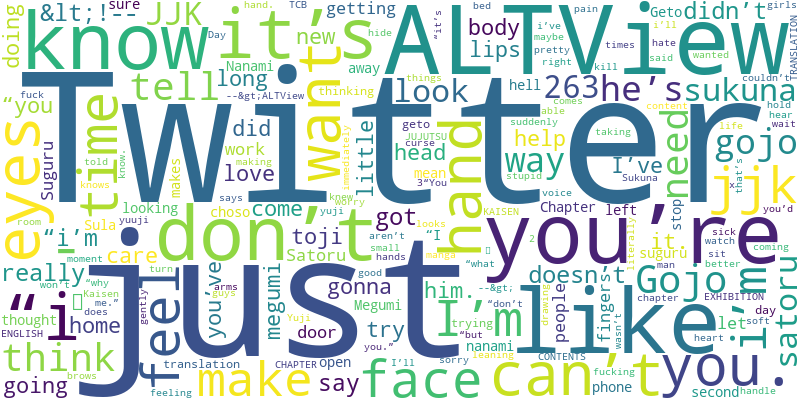 &lt;!--
JJK
sure
TCB
hand.
"it's
bed
pain
i've
maybe
pretty
right
Geto
i'll
hate
said
kill
didn't
girls
wanted
TRANSLATION
doing
know
it's
Day
hide
getting
new
Nanami
away
--&gt;ALTView
thinking
ALTView
body
lips
times
things
couldn't
"you
fuck
Twitter
tell
long
want
look
hell
263
he's
sukuna
did
work
making
geto
curse
JUJUTSU
able
comes
suddenly
content
taking
hold
hear
wait
eyes
Suguru
time
told
know.
knows
love
makes
says
immediately
little
head
mean
3"You
hand
help
stupid
way
I've
Sukuna
need
life
that's
gojo
room
Sula
looking
yuuji
choso
come
knew
worry
yuji
don't
got
looks
manga
KAISEN
voice
Chapter
left
stop
jjk
you'd
"i'm
moment
care
Satoru
toji
aren't
small
hands
"I
you're
2
literally
it.
suguru
man
sick
watch
sit
better
coming
really
won't
"why
Kaisen
me."
turn
you've
megumi
gonna
good
him.
"what
--&gt;
"don't
doesn't
Gojo
i'm
satoru
"i
just
like
thought
does
home
gently
feel
arms
guys
Yuji
door
Megumi
try
trying
"but
I'm
drawing
people
fingers
wasn't
chapter
EXHIBITION
let
day
soft
ENGLISH
think
brows
translation
CHAPTER
open
you."
nanami
sorry
leaning
CONTENTS
fucking
phone
can't
you.
heart
second
handle
going
feeling
make
say
I'll
face